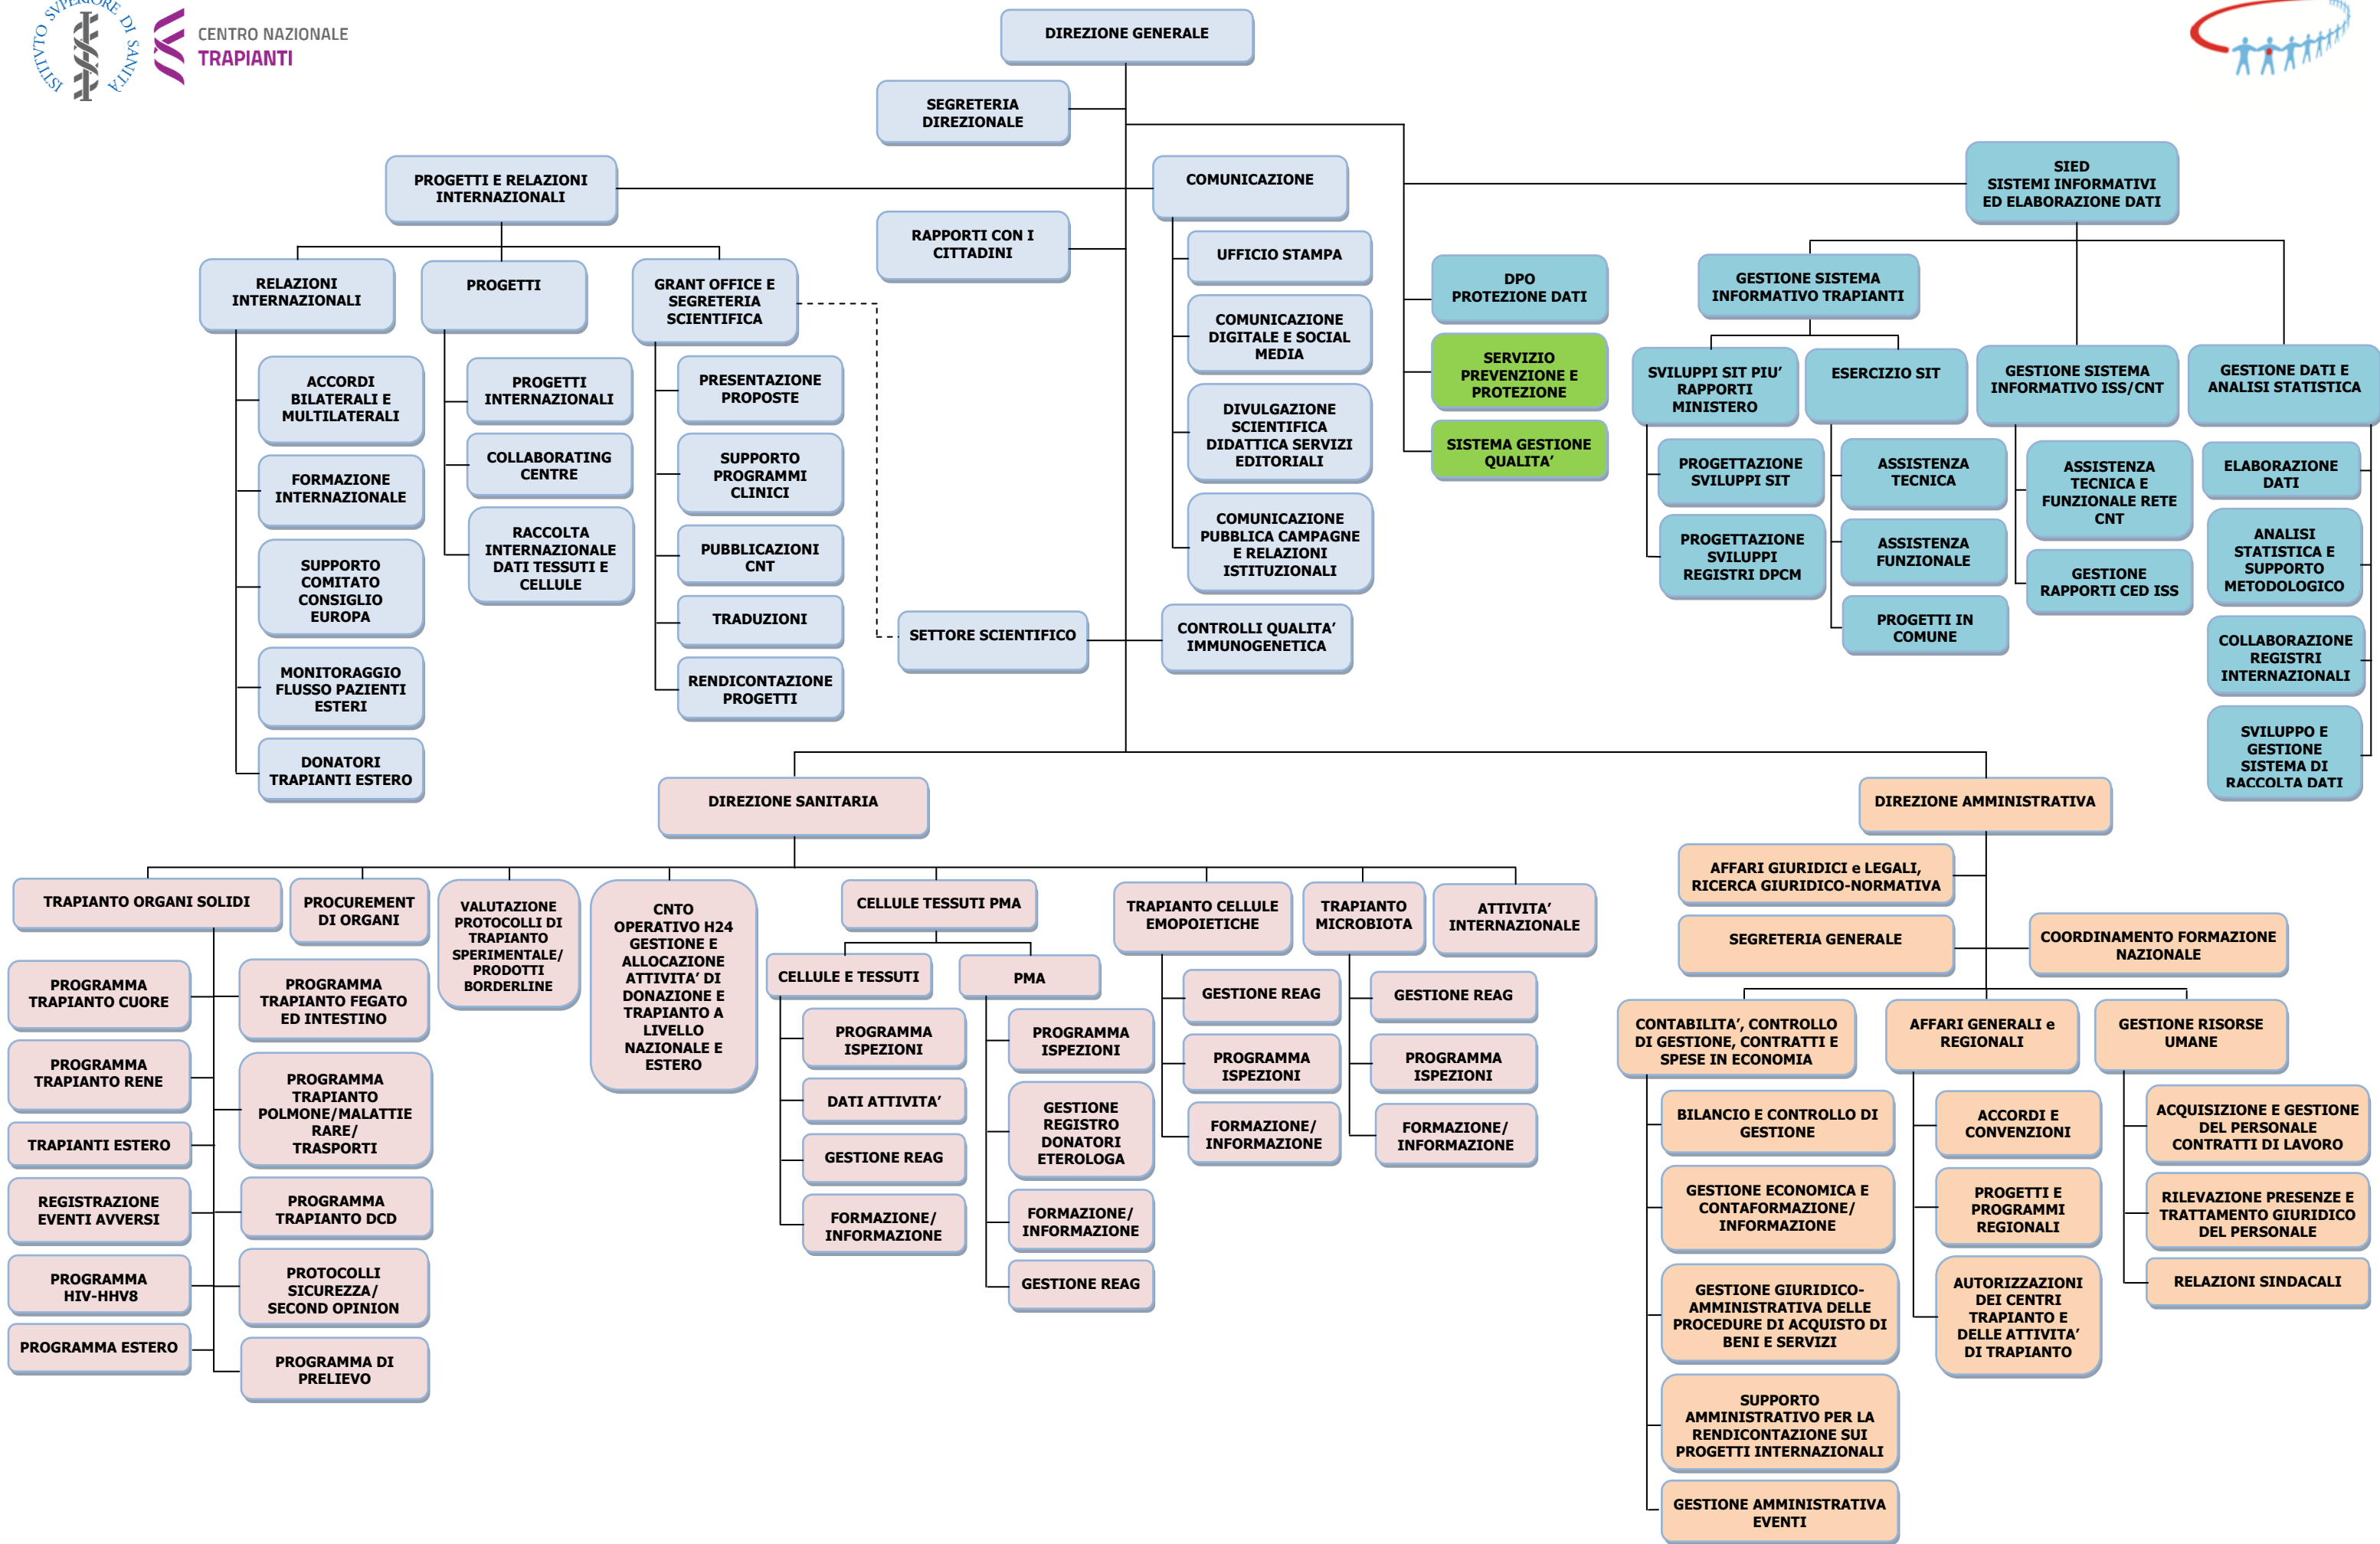 ISTITVTO SVPERIORE DI SANITÀ
CENTRO NAZIONALE
TRAPIANTI
DIREZIONE GENERALE
SEGRETERIA
DIREZIONALE
PROGETTI E RELAZIONI
INTERNAZIONALI
COMUNICAZIONE
SIED
SISTEMI INFORMATIVI
ED ELABORAZIONE DATI
RAPPORTI CON I
CITTADINI
RELAZIONI
INTERNAZIONALI
PROGETTI
GRANT OFFICE E
SEGRETERIA
SCIENTIFICA
ACCORDI
BILATERALI E
MULTILATERALI
FORMAZIONE
INTERNAZIONALE
SUPPORTO
COMITATO
CONSIGLIO
EUROPA
MONITORAGGIO
FLUSSO PAZIENTI
ESTERI
DONATORI
TRAPIANTI ESTERO
PROGETTI
INTERNAZIONALI
COLLABORATING
CENTRE
RACCOLTA
INTERNAZIONALE
DATI TESSUTI E
CELLULE
PRESENTAZIONE
PROPOSTE
SUPPORTO
PROGRAMMI
CLINICI
PUBBLICAZIONI
CNT
TRADUZIONI
RENDICONTAZIONE
PROGETTI
UFFICIO STAMPA
COMUNICAZIONE
DIGITALE E SOCIAL
MEDIA
DIVULGAZIONE
SCIENTIFICA
DIDATTICA SERVIZI
EDITORIALI
COMUNICAZIONE
PUBBLICA CAMPAGNE
E RELAZIONI
ISTITUZIONALI
SETTORE SCIENTIFICO
CONTROLLI QUALITA’
IMMUNOGENETICA
DPO
PROTEZIONE DATI
SERVIZIO
PREVENZIONE E
PROTEZIONE
SISTEMA GESTIONE
QUALITA’
GESTIONE SISTEMA
INFORMATIVO TRAPIANTI
SVILUPPI SIT PIU’
RAPPORTI
MINISTERO
ESERCIZIO SIT
GESTIONE SISTEMA
INFORMATIVO ISS/CNT
GESTIONE DATI E
ANALISI STATISTICA
PROGETTAZIONE
SVILUPPI SIT
PROGETTAZIONE
SVILUPPI
REGISTRI DPCM
ASSISTENZA
TECNICA
ASSISTENZA
FUNZIONALE
PROGETTI IN
COMUNE
ASSISTENZA
TECNICA E
FUNZIONALE RETE
CNT
GESTIONE
RAPPORTI CED ISS
ELABORAZIONE
DATI
ANALISI
STATISTICA E
SUPPORTO
METODOLOGICO
COLLABORAZIONE
REGISTRI
INTERNAZIONALI
SVILUPPO E
GESTIONE
SISTEMA DI
RACCOLTA DATI
DIREZIONE SANITARIA
DIREZIONE AMMINISTRATIVA
TRAPIANTO ORGANI SOLIDI
PROCUREMENT
DI ORGANI
VALUTAZIONE
PROTOCOLLI DI
TRAPIANTO
SPERIMENTALE/
PRODOTTI
BORDERLINE
CNTO
OPERATIVO H24
GESTIONE E
ALLOCAZIONE
ATTIVITA’ DI
DONAZIONE E
TRAPIANTO A
LIVELLO
NAZIONALE E
ESTERO
CELLULE TESSUTI PMA
TRAPIANTO CELLULE
EMOPOIETICHE
TRAPIANTO
MICROBIOTA
ATTIVITA’
INTERNAZIONALE
PROGRAMMA
TRAPIANTO CUORE
PROGRAMMA
TRAPIANTO RENE
TRAPIANTI ESTERO
REGISTRAZIONE
EVENTI AVVERSI
PROGRAMMA
HIV-HHV8
PROGRAMMA ESTERO
PROGRAMMA
TRAPIANTO FEGATO
ED INTESTINO
PROGRAMMA
TRAPIANTO
POLMONE/MALATTIE
RARE/
TRASPORTI
PROGRAMMA
TRAPIANTO DCD
PROTOCOLLI
SICUREZZA/
SECOND OPINION
PROGRAMMA DI
PRELIEVO
CELLULE E TESSUTI
PMA
PROGRAMMA
ISPEZIONI
DATI ATTIVITA’
GESTIONE REAG
FORMAZIONE/
INFORMAZIONE
PROGRAMMA
ISPEZIONI
GESTIONE
REGISTRO
DONATORI
ETEROLOGA
FORMAZIONE/
INFORMAZIONE
GESTIONE REAG
GESTIONE REAG
PROGRAMMA
ISPEZIONI
FORMAZIONE/
INFORMAZIONE
GESTIONE REAG
PROGRAMMA
ISPEZIONI
FORMAZIONE/
INFORMAZIONE
AFFARI GIURIDICI e LEGALI,
RICERCA GIURIDICO-NORMATIVA
SEGRETERIA GENERALE
COORDINAMENTO FORMAZIONE
NAZIONALE
CONTABILITA’, CONTROLLO
DI GESTIONE, CONTRATTI E
SPESE IN ECONOMIA
AFFARI GENERALI e
REGIONALI
GESTIONE RISORSE
UMANE
BILANCIO E CONTROLLO DI
GESTIONE
GESTIONE ECONOMICA E
CONTAFORMAZIONE/
INFORMAZIONE
GESTIONE GIURIDICO-
AMMINISTRATIVA DELLE
PROCEDURE DI ACQUISTO DI
BENI E SERVIZI
SUPPORTO
AMMINISTRATIVO PER LA
RENDICONTAZIONE SUI
PROGETTI INTERNAZIONALI
GESTIONE AMMINISTRATIVA
EVENTI
ACCORDI E
CONVENZIONI
PROGETTI E
PROGRAMMI
REGIONALI
AUTORIZZAZIONI
DEI CENTRI
TRAPIANTO E
DELLE ATTIVITA’
DI TRAPIANTO
ACQUISIZIONE E GESTIONE
DEL PERSONALE
CONTRATTI DI LAVORO
RILEVAZIONE PRESENZE E
TRATTAMENTO GIURIDICO
DEL PERSONALE
RELAZIONI SINDACALI